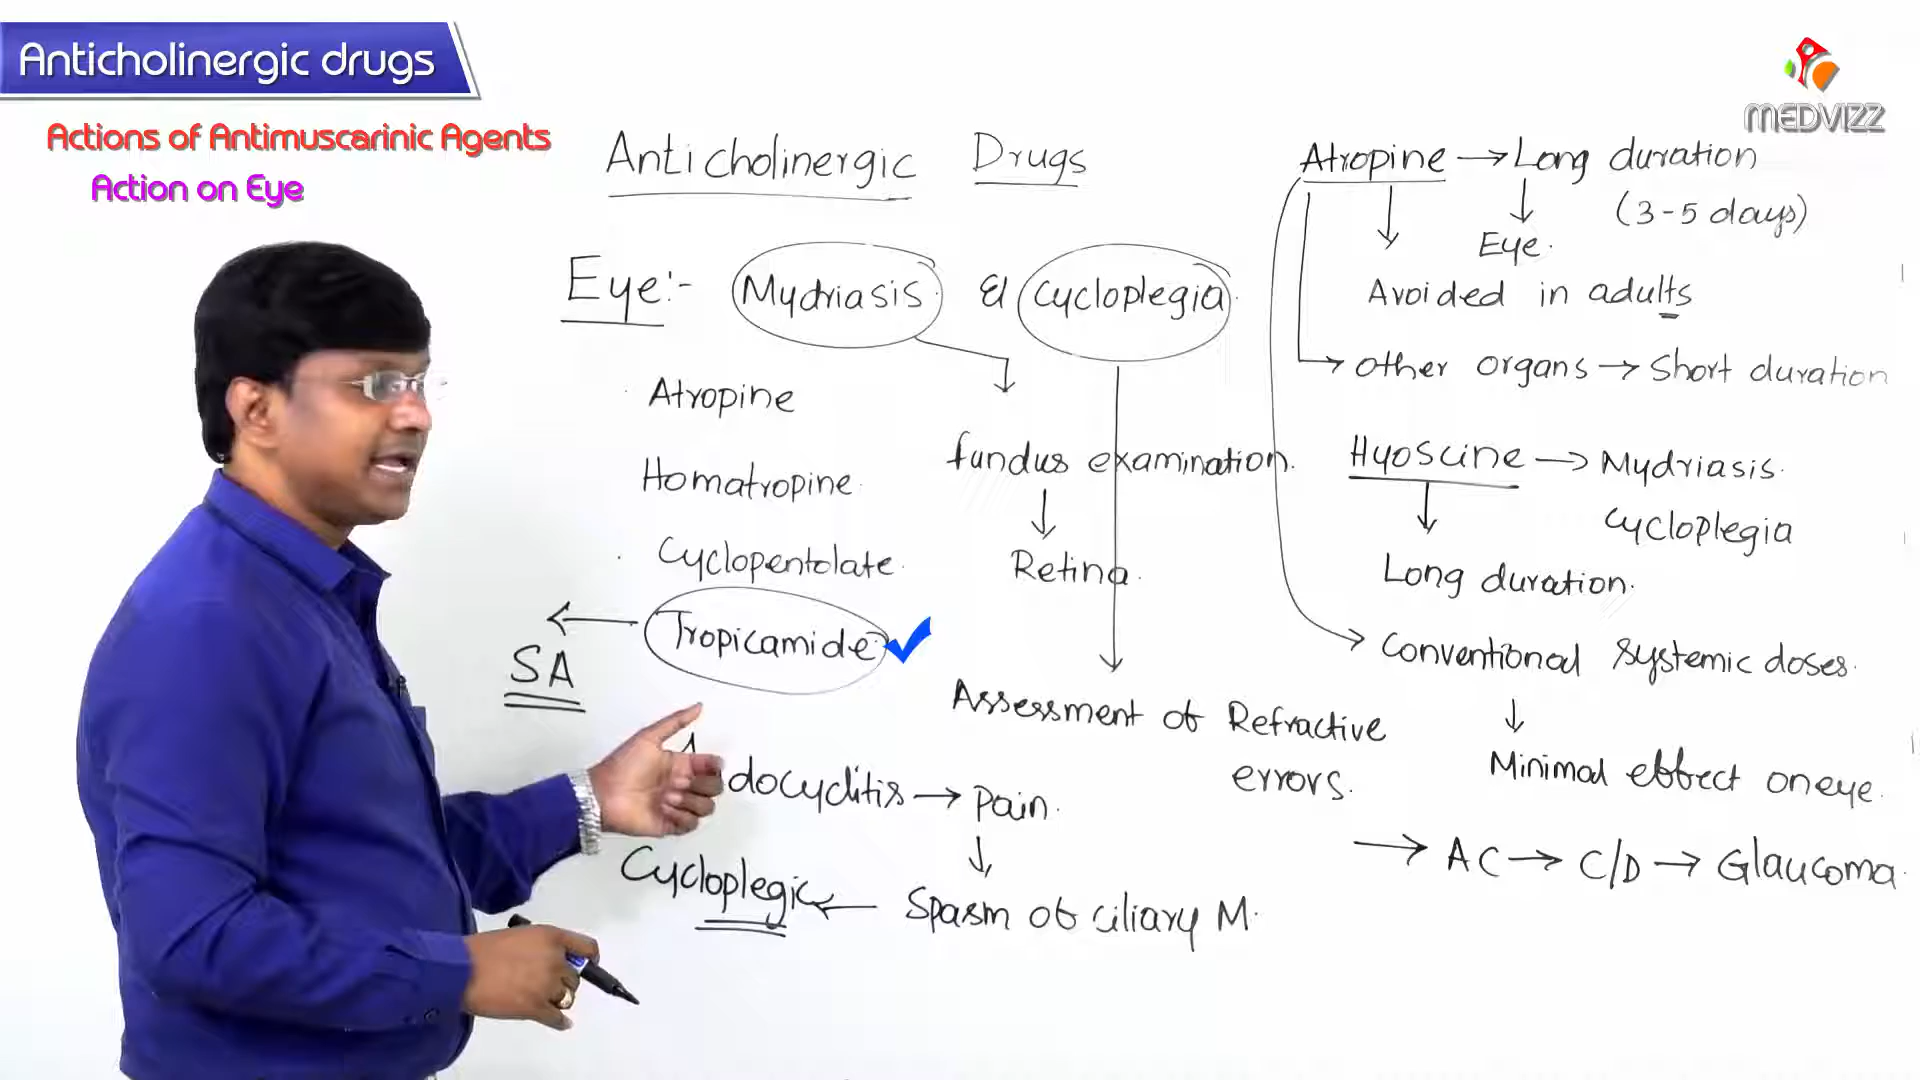 Anticholinergic drugs
Actions of Antimuscarinic Agents
Action on Eye
MEDVIZZ
Anticholinergic Drugs
Eye:- Mydriasis & Cycloplegia
Atropine
Homatropine
Cyclopentolate
Tropicamide
SA
fundus examination
Retina
Assessment of Refractive
errors
docyclitis → Pain
Spasm of ciliary M.
Cycloplegic
Atropine → Long duration
(3-5 days)
Eye
Avoided in adults
Other organs → Short duration
Hyoscine → Mydriasis
Cycloplegia
Long duration
Conventional systemic doses
Minimal effect on eye
→ AC → C/D → Glaucoma